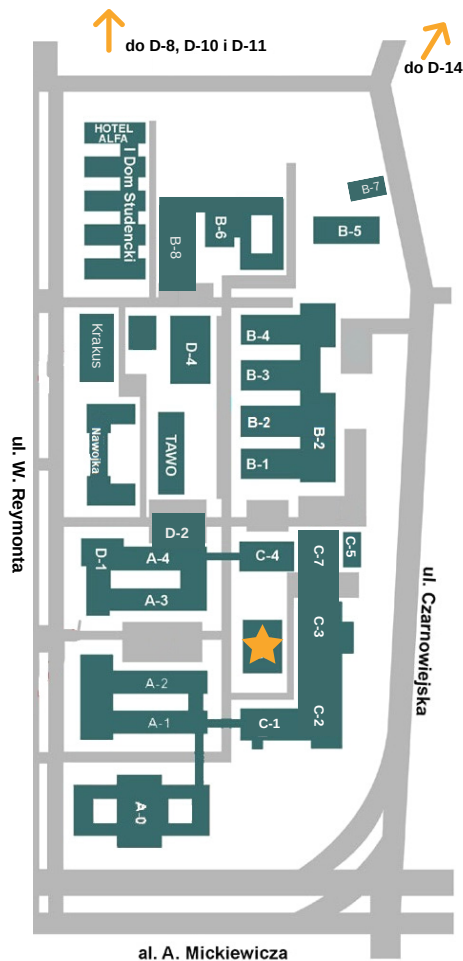 do D-8, D-10 i D-11
do D-14
HOTEL
ALFA
I Dom Studencki
B-7
B-6
B-8
B-5
Krakus
D-4
B-4
B-3
B-2
B-2
B-1
Nawojka
TAWO
ul. W. Reymonta
D-2
D-1
A-4
A-3
C-4
C-7
C-5
C-3
ul. Czarnowiejska
A-2
A-1
C-1
C-2
A-0
al. A. Mickiewicza